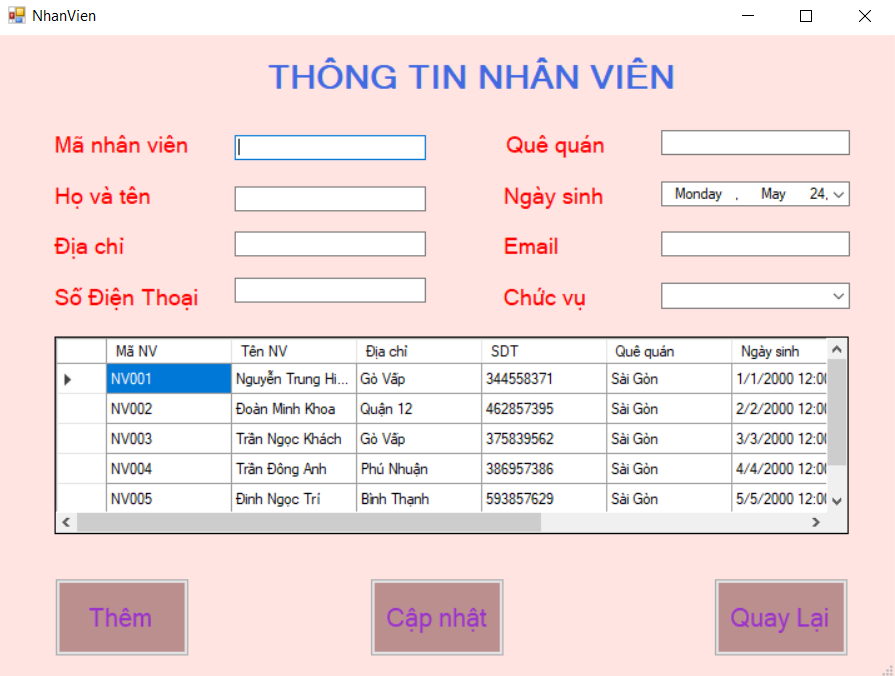 NhanVien
THÔNG TIN NHÂN VIÊN
Mã nhân viên Quê quán
Họ và tên Ngày sinh Monday , May 24,
Địa chỉ Email
Số Điện Thoại Chức vụ
Mã NV Tên NV Địa chỉ SDT Quê quán Ngày sinh
NV001 Nguyễn Trung Hi... Gò Vấp 344558371 Sài Gòn 1/1/2000 12:00
NV002 Đoàn Minh Khoa Quận 12 462857395 Sài Gòn 2/2/2000 12:00
NV003 Trần Ngọc Khách Gò Vấp 375839562 Sài Gòn 3/3/2000 12:00
NV004 Trần Đông Anh Phú Nhuận 386957386 Sài Gòn 4/4/2000 12:00
NV005 Đinh Ngọc Trí Bình Thạnh 593857629 Sài Gòn 5/5/2000 12:00
Thêm Cập nhật Quay Lại